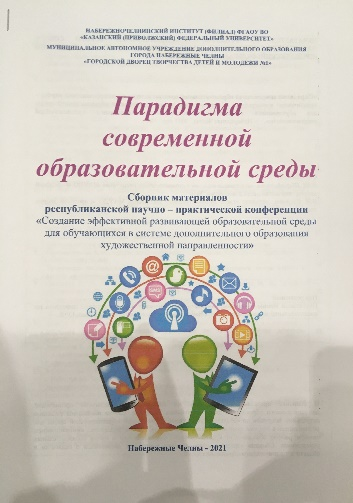 НАБЕРЕЖНОЧЕЛНИНСКИЙ ИНСТИТУТ (ФИЛИАЛ) ФГАОУ ВО
«КАЗАНСКИЙ (ПРИВОЛЖСКИЙ) ФЕДЕРАЛЬНЫЙ УНИВЕРСИТЕТ»
МУНИЦИПАЛЬНОЕ АВТОНОМНОЕ УЧРЕЖДЕНИЕ ДОПОЛНИТЕЛЬНОГО ОБРАЗОВАНИЯ
ГОРОДА НАБЕРЕЖНЫЕ ЧЕЛНЫ
«ГОРОДСКОЙ ДВОРЕЦ ТВОРЧЕСТВА ДЕТЕЙ И МОЛОДЕЖИ №1»
Парадигма
современной
образовательной среды
Сборник материалов
республиканской научно – практической конференции
«Создание эффективной развивающей образовательной среды
для обучающихся в системе дополнительного образования
художественной направленности»
SMS
Набережные Челны - 2021